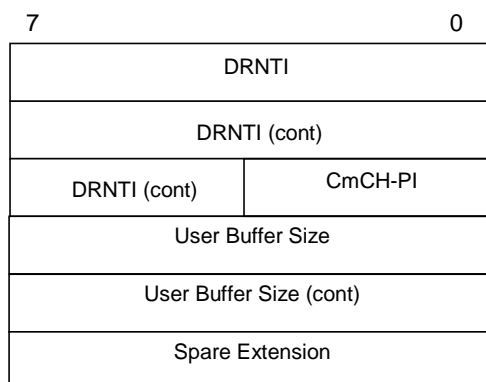 7 0
DRNTI
DRNTI (cont)
DRNTI (cont) CmCH-PI
User Buffer Size
User Buffer Size (cont)
Spare Extension